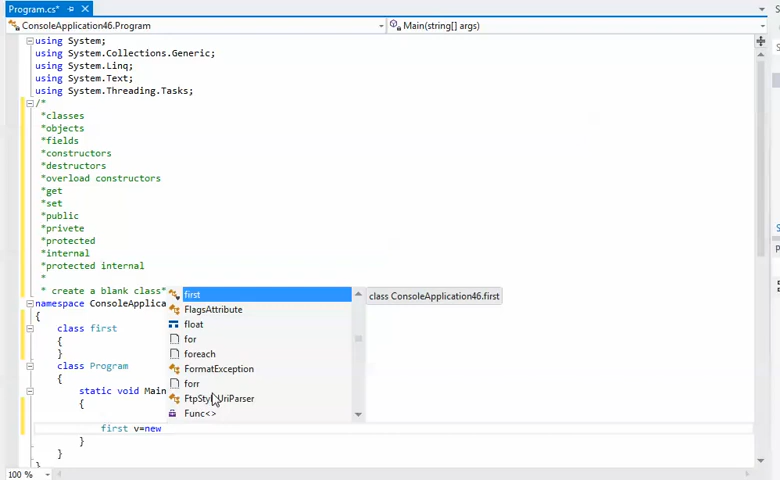 Program.cs*
ConsoleApplication46.Program
Main(string[] args)
using System;
using System.Collections.Generic;
using System.Linq;
using System.Text;
using System.Threading.Tasks;
/*
*classes
*objects
*fields
*constructors
*destructors
*overload constructors
*get
*set
*public
*privete
*protected
*internal
*protected internal
*
* create a blank class"
namespace ConsoleApplica
{
class first
{
}
class Program
{
static void Main
{
first v=new
}
}
}
first
FlagsAttribute
float
for
foreach
FormatException
forr
Func<>
class ConsoleApplication46.first
100 %